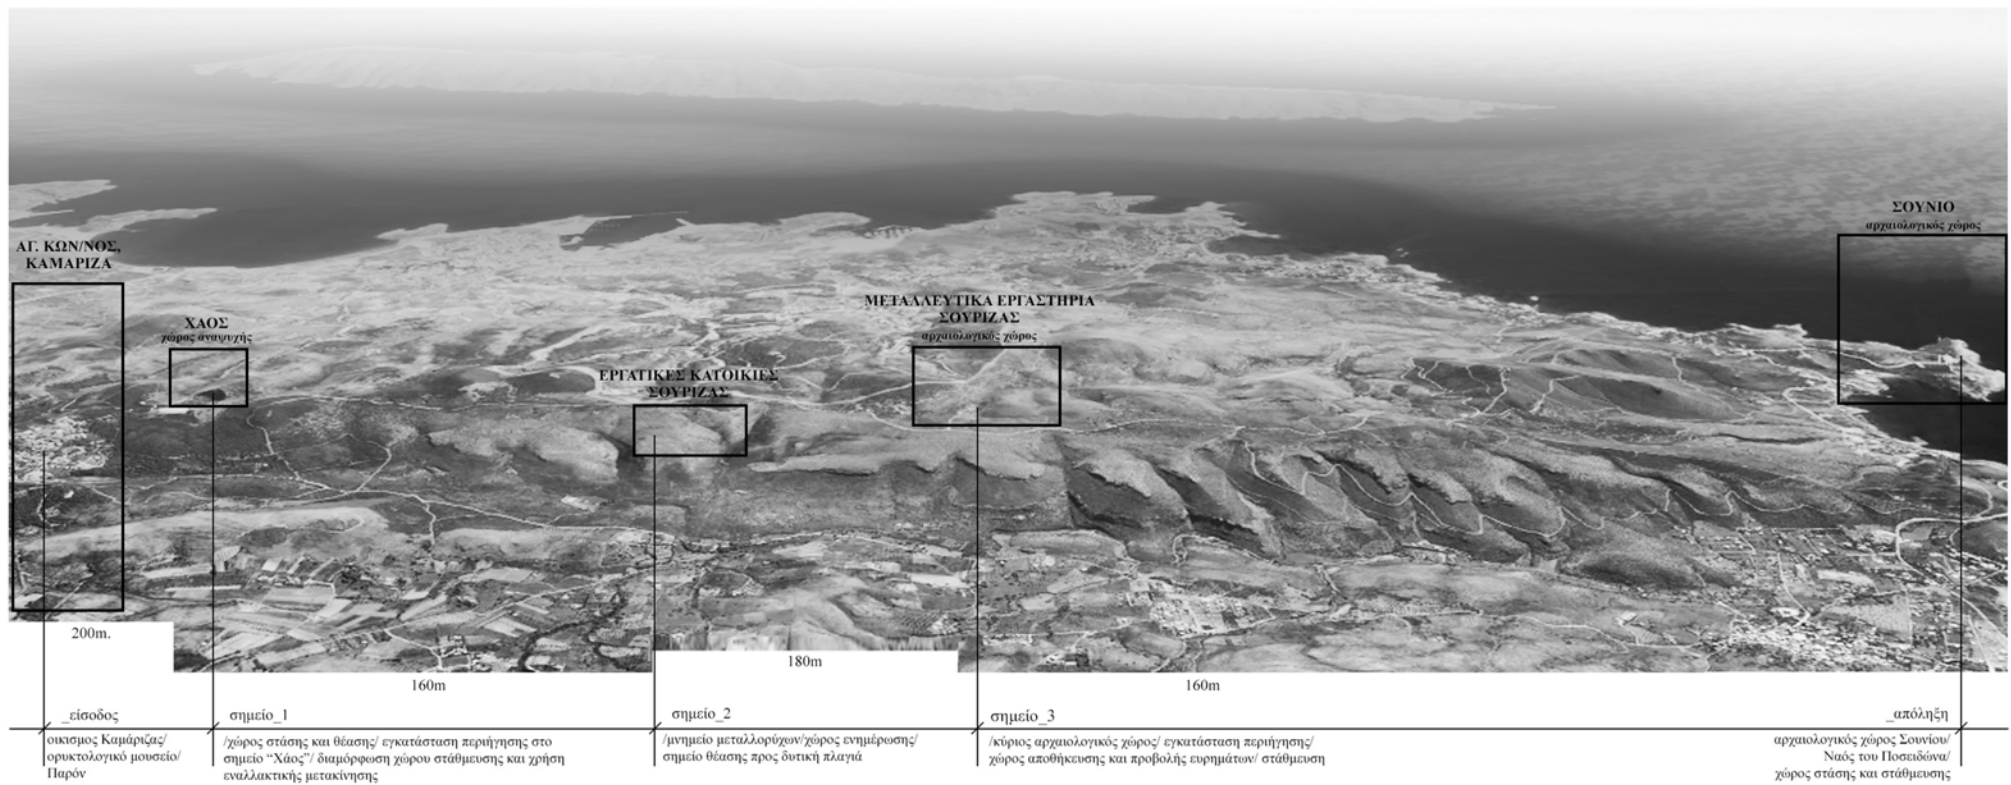 ΣΟΥΝΙΟ
αρχαιολογικός χώρος
ΑΓ. ΚΩΝ/ΝΟΣ,
ΚΑΜΑΡΙΖΑ
ΜΕΤΑΛΛΕΥΤΙΚΑ ΕΡΓΑΣΤΗΡΙΑ
ΣΟΥΡΙΖΑΣ
αρχαιολογικός χώρος
ΧΑΟΣ
χώρος αναψυχής
ΕΡΓΑΤΙΚΕΣ ΚΑΤΟΙΚΙΕΣ
ΣΟΥΡΙΖΑΣ
200m.
180m
160m
160m
_είσοδος
σημείο_1
σημείο_2
σημείο_3
_απόληξη
οικισμος Καμάριζας/
ορυκτολογικό μουσείο/
Παρόν
/χώρος στάσης και θέασης/ εγκατάσταση περιήγησης στο
σημείο “Χάος”/ διαμόρφωση χώρου στάθμευσης και χρήση
εναλλακτικής μετακίνησης
/μνημείο μεταλλορύχων/χώρος ενημέρωσης/
σημείο θέασης προς δυτική πλαγιά
/κύριος αρχαιολογικός χώρος/ εγκατάσταση περιήγησης/
χώρος αποθήκευσης και προβολής ευρημάτων/ στάθμευση
αρχαιολογικός χώρος Σουνίου/
Ναός του Ποσειδώνα/
χώρος στάσης και στάθμευσης